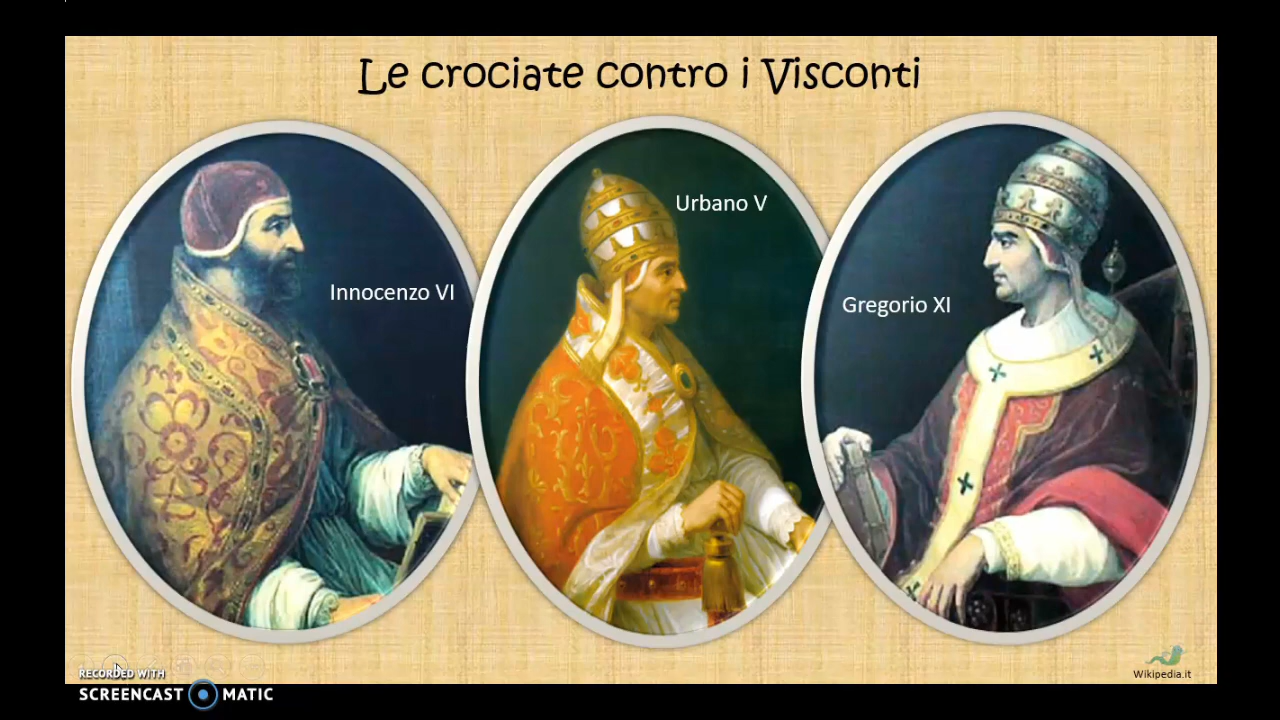 Le crociate contro i Visconti
Urbano V
Innocenzo VI
Gregorio XI
Wikipedia.it
RECORDED WITH
SCREENCAST MATIC